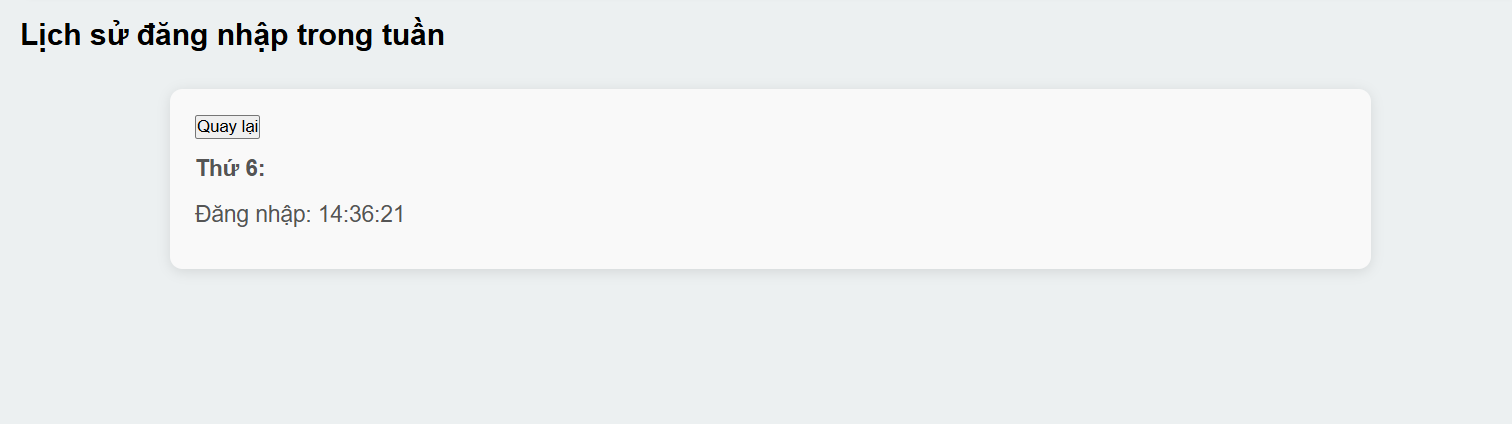 Lịch sử đăng nhập trong tuần
Quay lại
Thứ 6:
Đăng nhập: 14:36:21